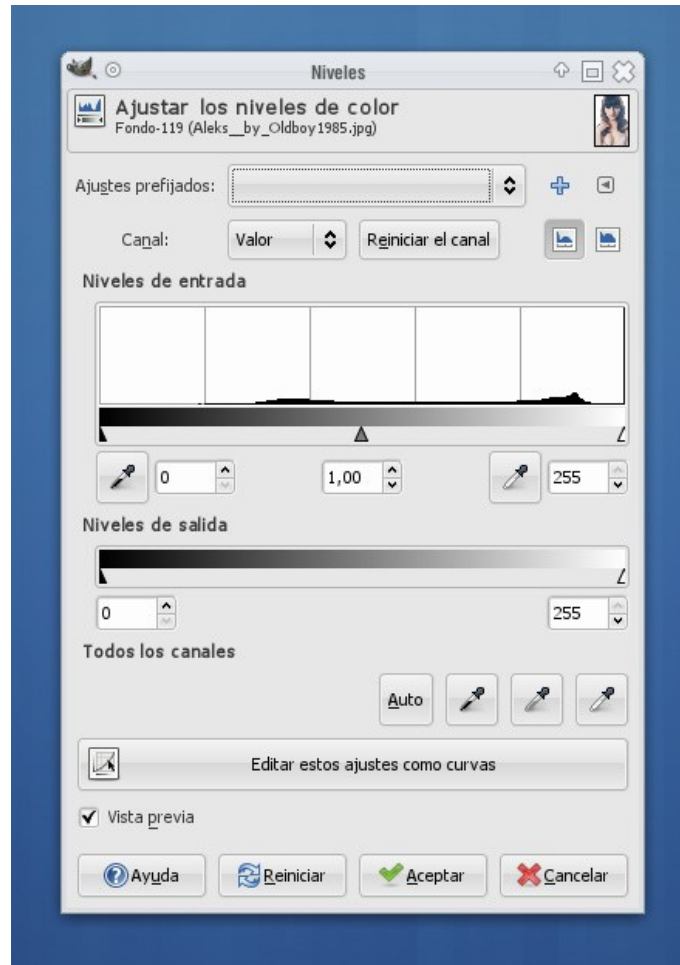 Niveles
Ajustar los niveles de color
Fondo-119 (Aleks__by_Oldboy1985.jpg)
Ajustes prefijados:
Canal: Valor Reiniciar el canal
Niveles de entrada
0 1,00 255
Niveles de salida
0 255
Todos los canales
Auto
Editar estos ajustes como curvas
Vista previa
Ayuda Reiniciar Aceptar Cancelar